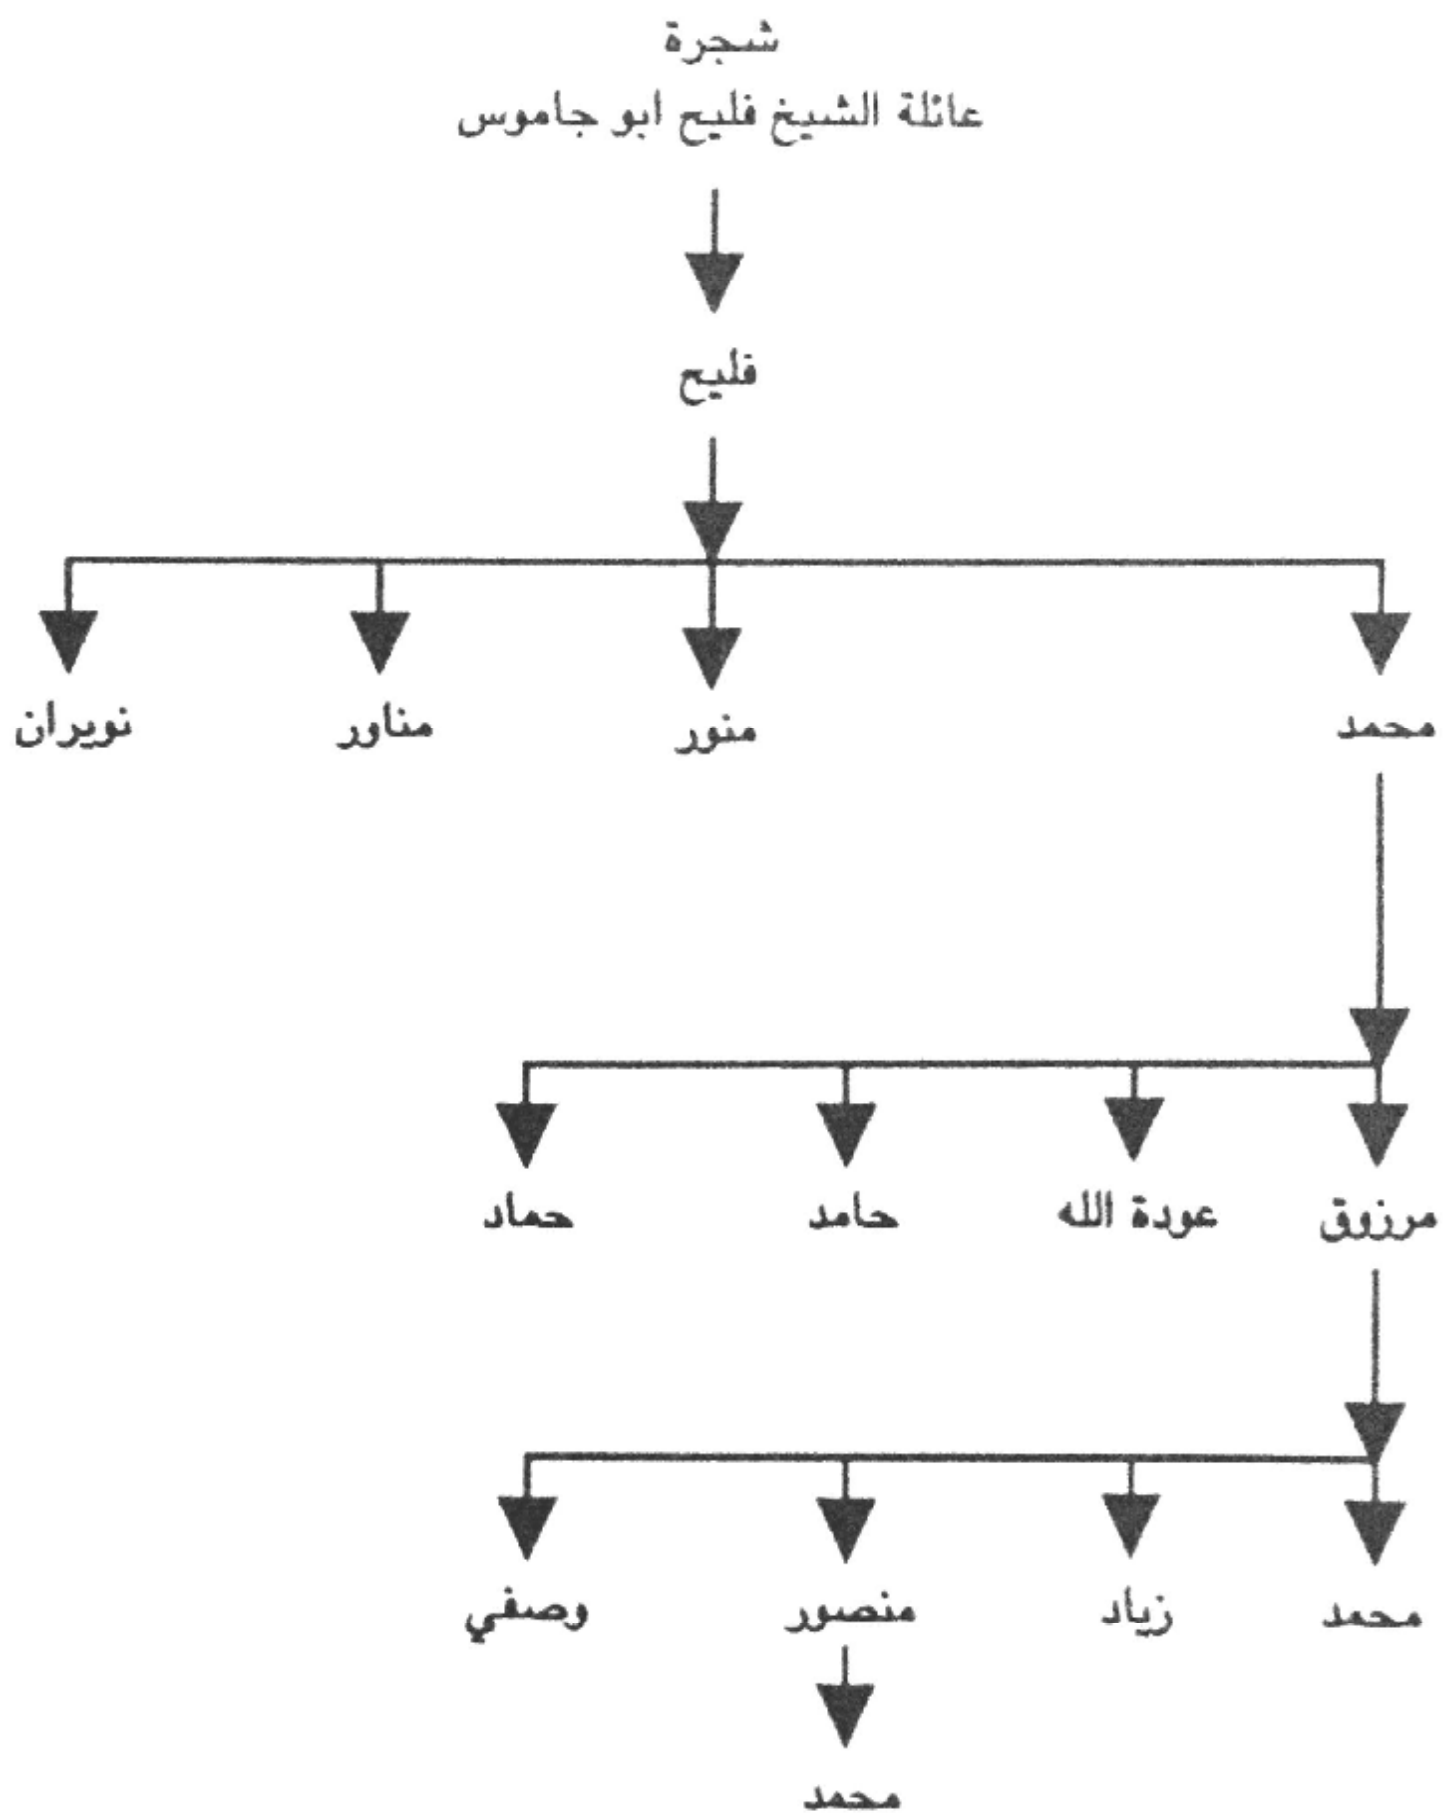 شجرة
عائلة الشيخ فليح ابو جاموس
فليح
محمد منور مناور نويران
مرزوق عودة الله حامد حماد
محمد زياد منصور وصفي
محمد